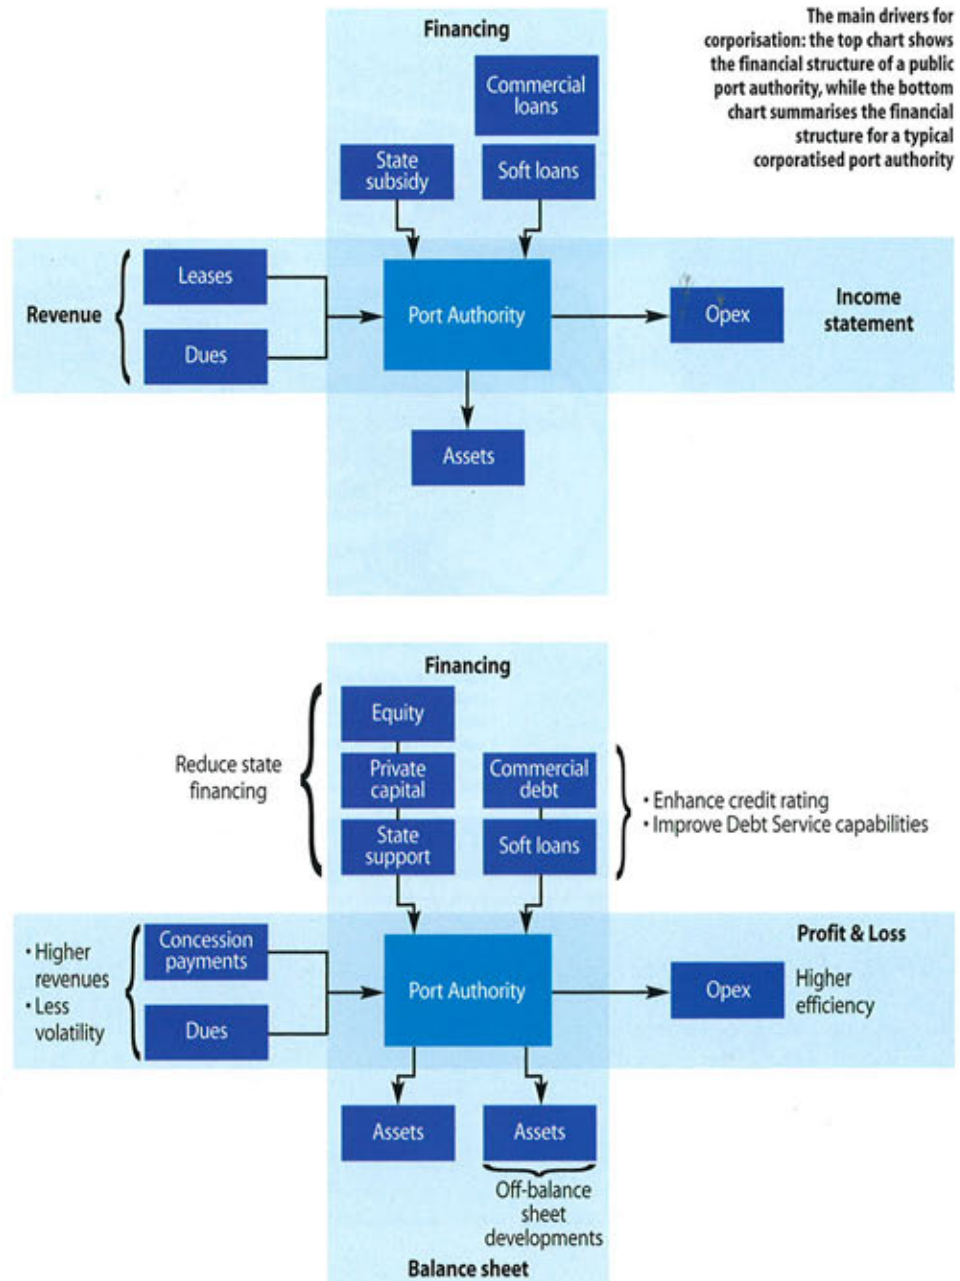 The main drivers for
corporisation: the top chart shows
the financial structure of a public
port authority, while the bottom
chart summarises the financial
structure for a typical
corporatised port authority
Financing
Commercial
loans
State
subsidy
Soft loans
Revenue
Leases
Dues
Port Authority
Opex
Income
statement
Assets
Financing
Reduce state
financing
Equity
Private
capital
State
support
Commercial
debt
Soft loans
• Enhance credit rating
• Improve Debt Service capabilities
• Higher
revenues
• Less
volatility
Concession
payments
Dues
Port Authority
Opex
Profit & Loss
Higher
efficiency
Assets
Assets
Off-balance
sheet
developments
Balance sheet